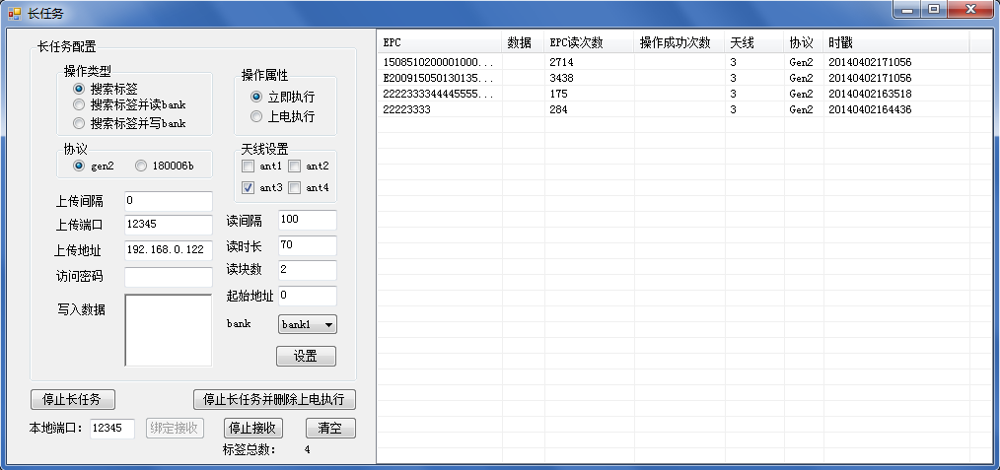 长任务
长任务配置
操作类型
搜索标签
搜索标签并读bank
搜索标签并写bank
操作属性
立即执行
上电执行
协议
gen2 180006b
天线设置
ant1 ant2
ant3 ant4
上传间隔 0
上传端口 12345
上传地址 192.168.0.122
访问密码
写入数据
读间隔 100
读时长 70
读块数 2
起始地址 0
bank bank1
设置
停止长任务 停止长任务并删除上电执行
本地端口： 12345 绑定接收 停止接收 清空
标签总数： 4
EPC 数据 EPC读次数 操作成功次数 天线 协议 时戳
1508510200001000... 2714 3 Gen2 20140402171056
E200915050130135... 3438 3 Gen2 20140402171056
2222333344445555... 175 3 Gen2 20140402163518
22223333 284 3 Gen2 20140402164436